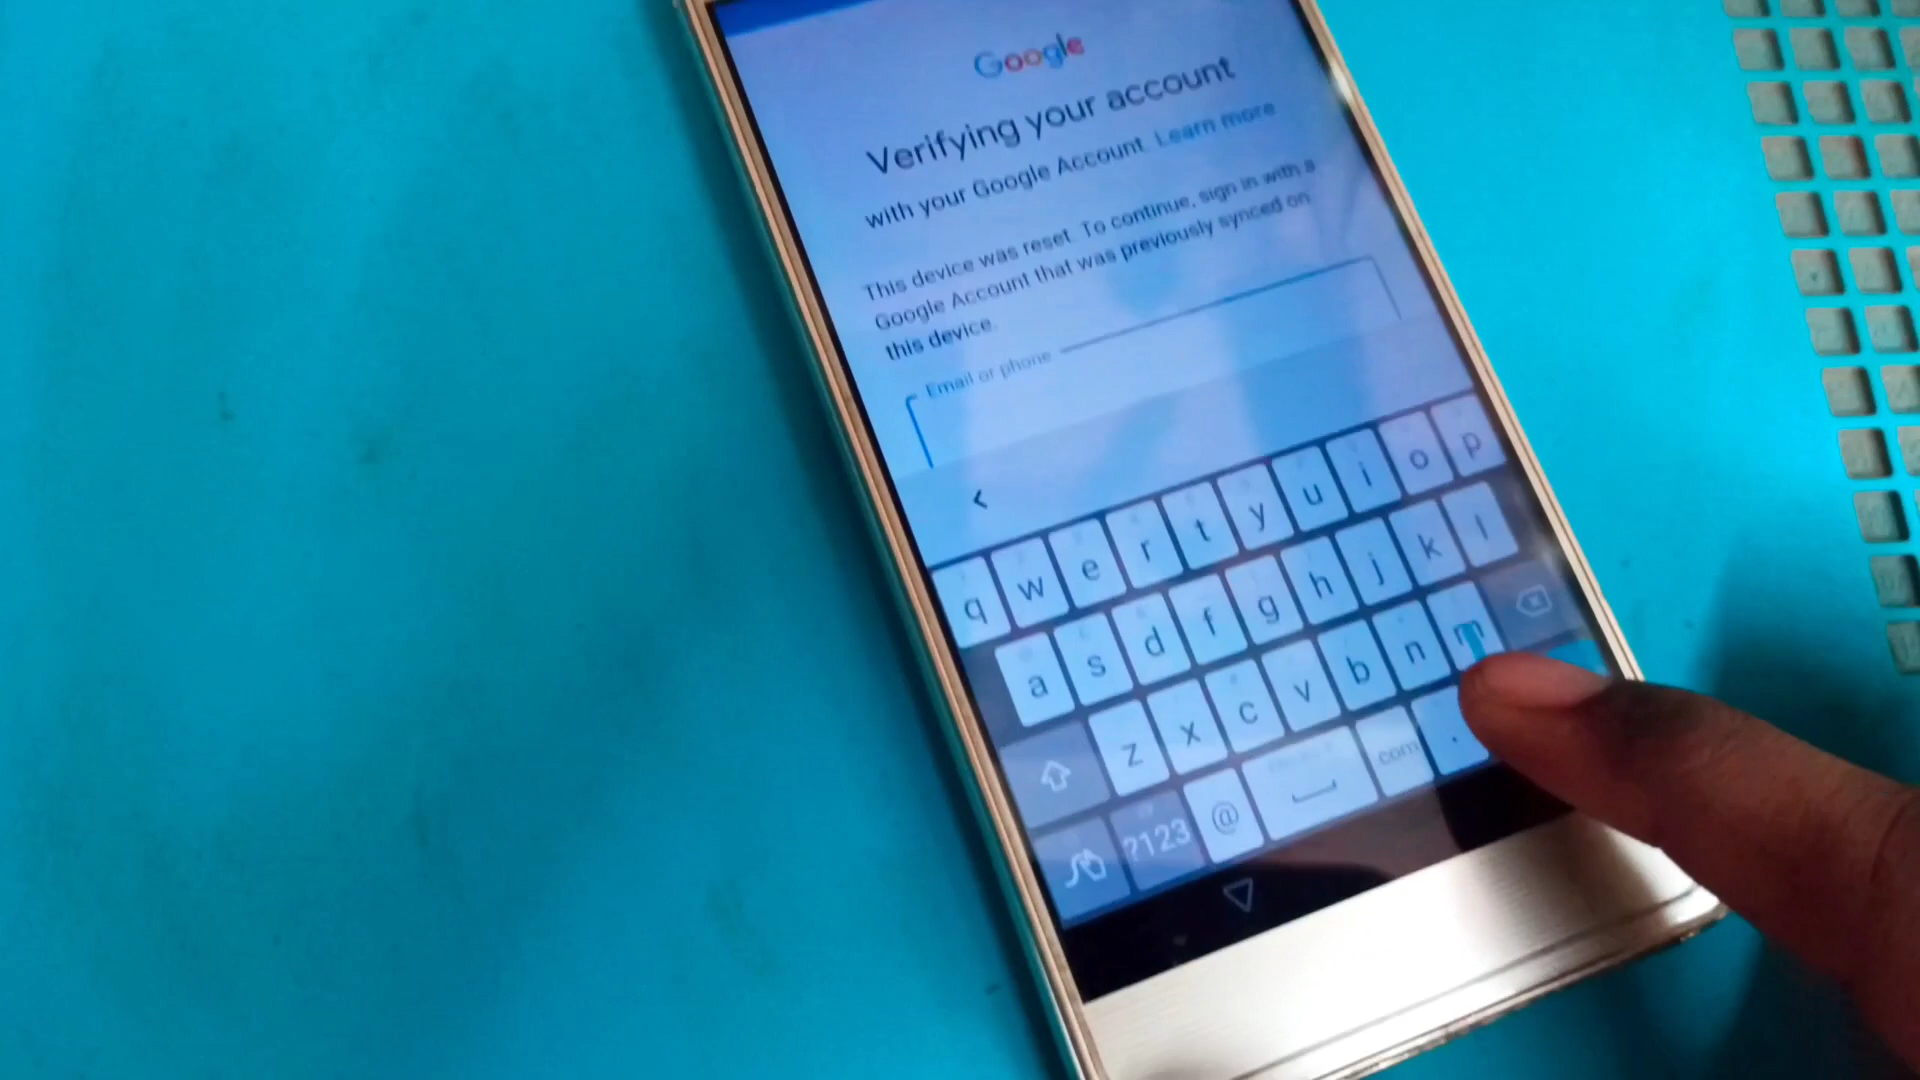 Google
Verifying your account
with your Google Account. Learn more
This device was reset. To continue, sign in with a
Google Account that was previously synced on
this device.
Email or phone
q w e r t y u i o p
a s d f g h j k l
z x c v b n m
?123 @ .com .